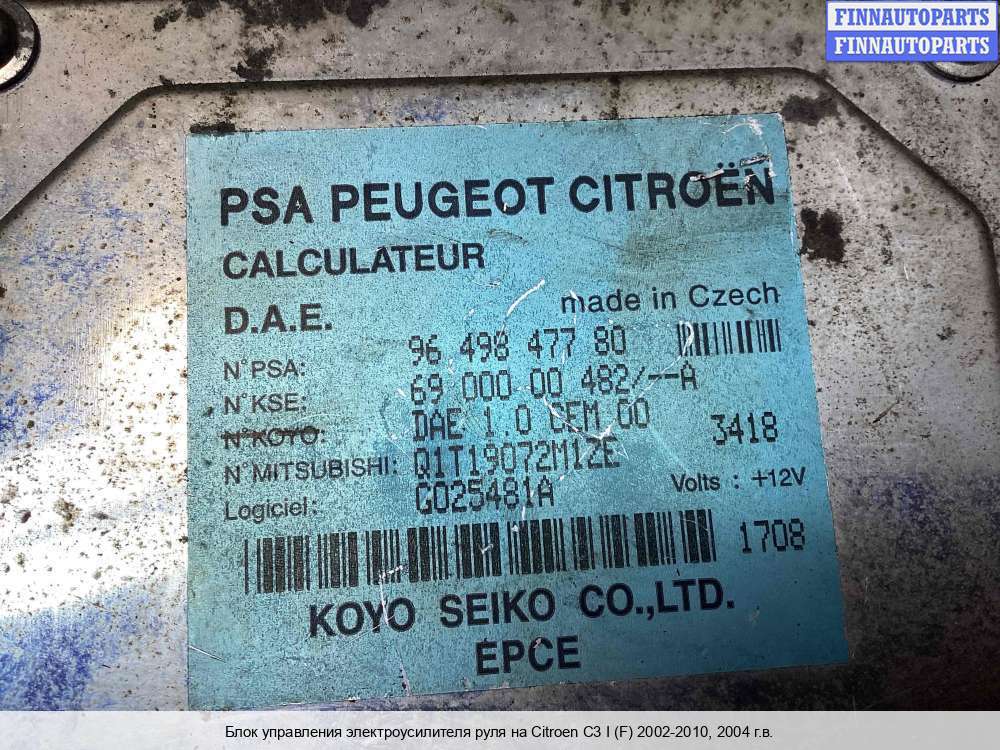 FINNAUTOPARTS
FINNAUTOPARTS
PSA PEUGEOT CITROËN
CALCULATEUR
D.A.E. made in Czech
N°PSA: 96 498 477 80
N°KSE: 69 000 00 482/--A
N°KOYO: DAE 1.0 CEM 00 3418
N°MITSUBISHI: Q1T19072M12E
Logiciel: G025481A Volts : +12V
1708
KOYO SEIKO CO.,LTD.
EPCE
Блок управления электроусилителя руля на Citroen C3 I (F) 2002-2010, 2004 г.в.